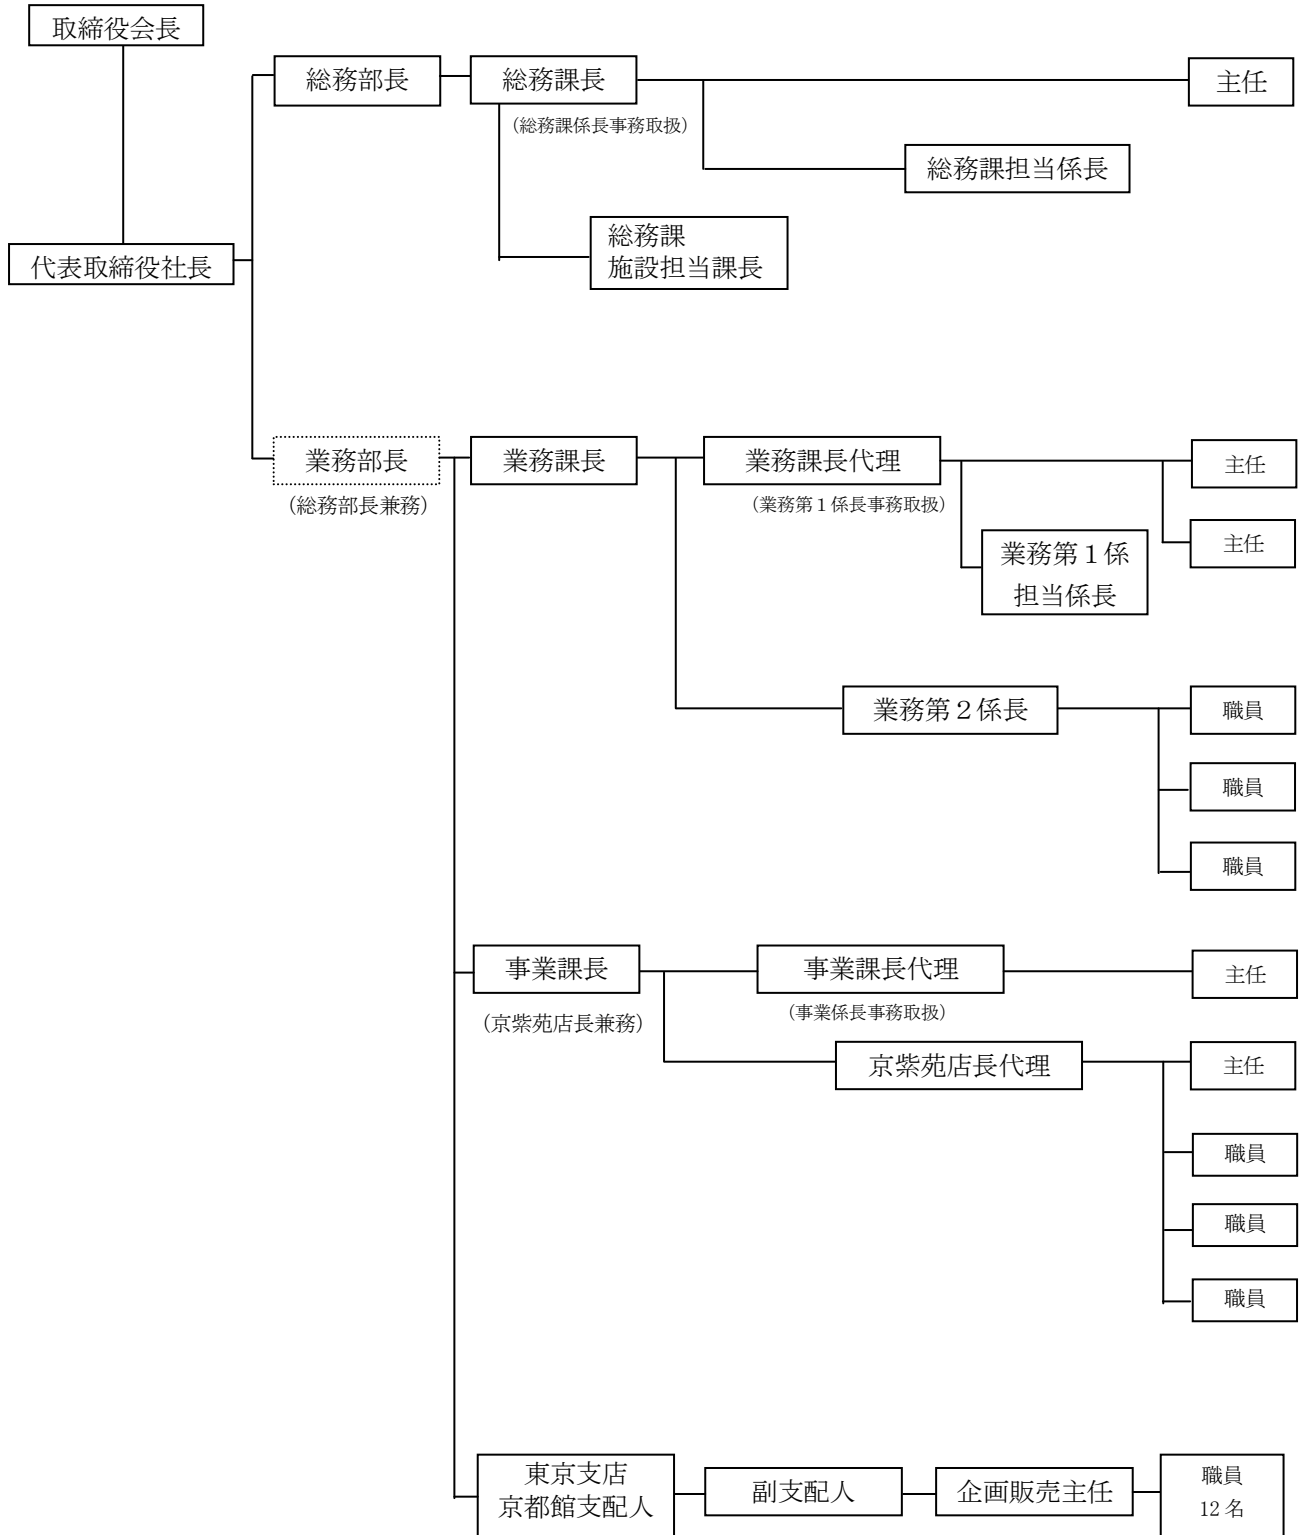 取締役会長
総務部長
総務課長
主任
(総務課係長事務取扱)
総務課担当係長
総務課
施設担当課長
代表取締役社長
業務部長
業務課長
業務課長代理
主任
(総務部長兼務)
(業務第1係長事務取扱)
主任
業務第1係
担当係長
業務第2係長
職員
職員
職員
事業課長
事業課長代理
主任
(京紫苑店長兼務)
(事業係長事務取扱)
京紫苑店長代理
主任
職員
職員
職員
東京支店
京都館支配人
副支配人
企画販売主任
職員
12名